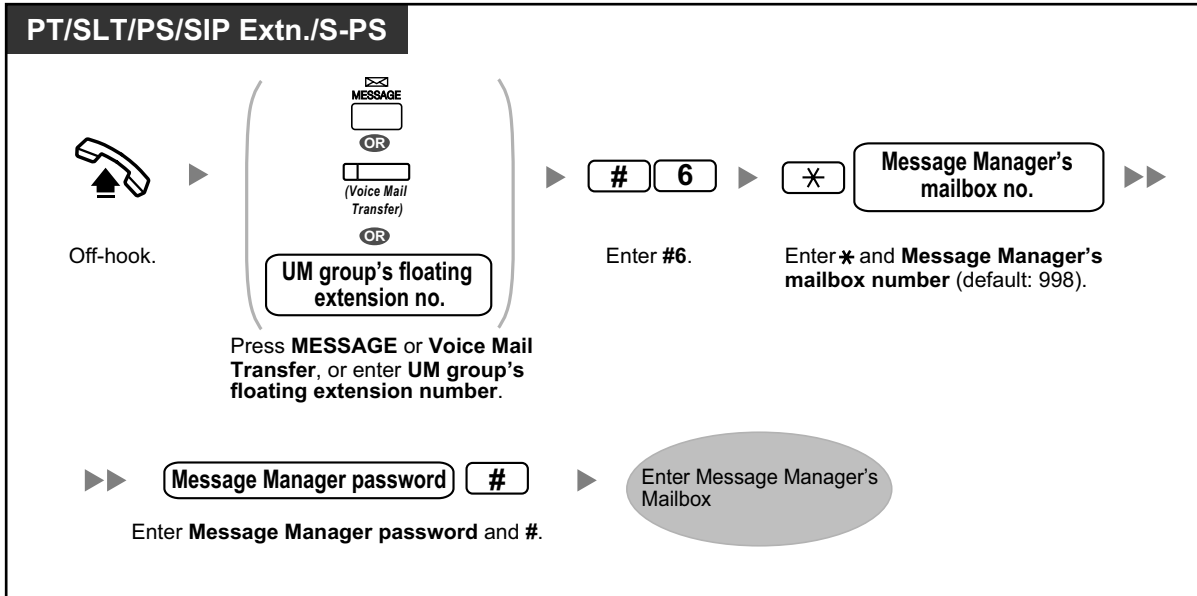 PT/SLT/PS/SIP Extn./S-PS
MESSAGE
OR
(Voice Mail
Transfer)
OR
UM group's floating
extension no.
# 6
* Message Manager's
mailbox no.
Off-hook.
Press MESSAGE or Voice Mail
Transfer, or enter UM group's
floating extension number.
Enter #6.
Enter * and Message Manager's
mailbox number (default: 998).
Message Manager password #
Enter Message Manager password and #.
Enter Message Manager's
Mailbox